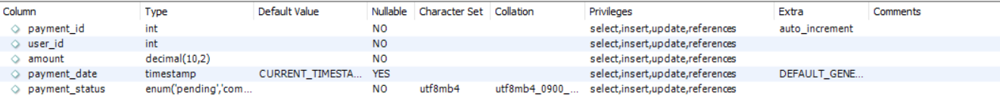 Column Type Default Value Nullable Character Set Collation Privileges Extra Comments
payment_id int NO select,insert,update,references auto_increment
user_id int NO select,insert,update,references
amount decimal(10,2) NO select,insert,update,references
payment_date timestamp CURRENT_TIMESTA... YES select,insert,update,references DEFAULT_GENE...
payment_status enum('pending','com... NO utf8mb4 utf8mb4_0900_... select,insert,update,references